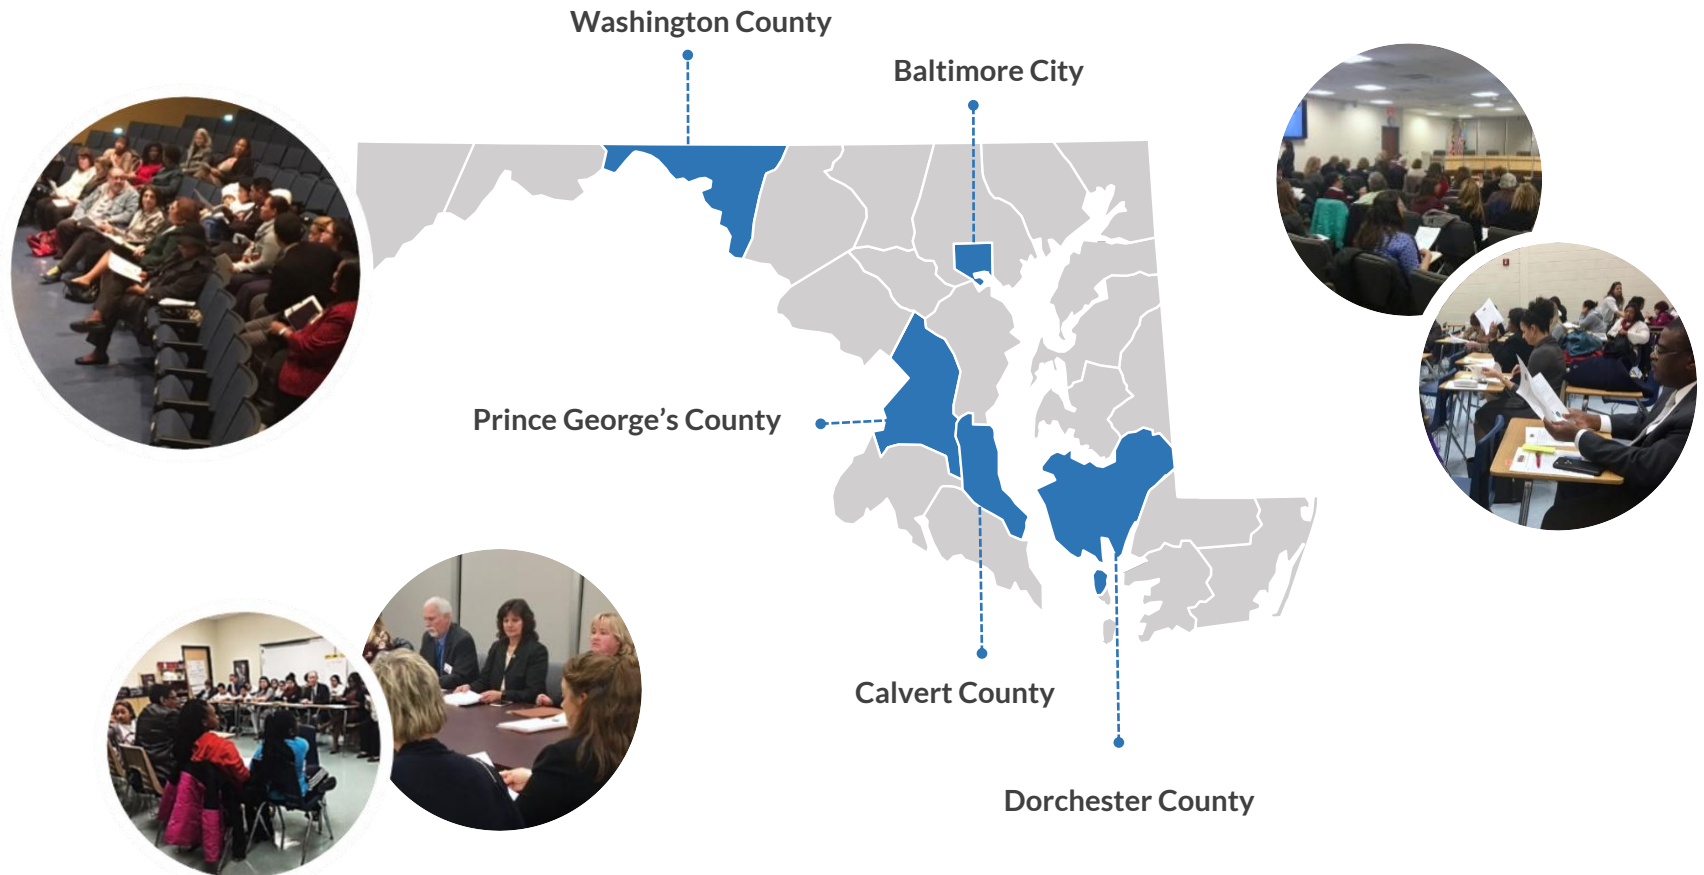 Washington County
Baltimore City
Prince George’s County
Calvert County
Dorchester County